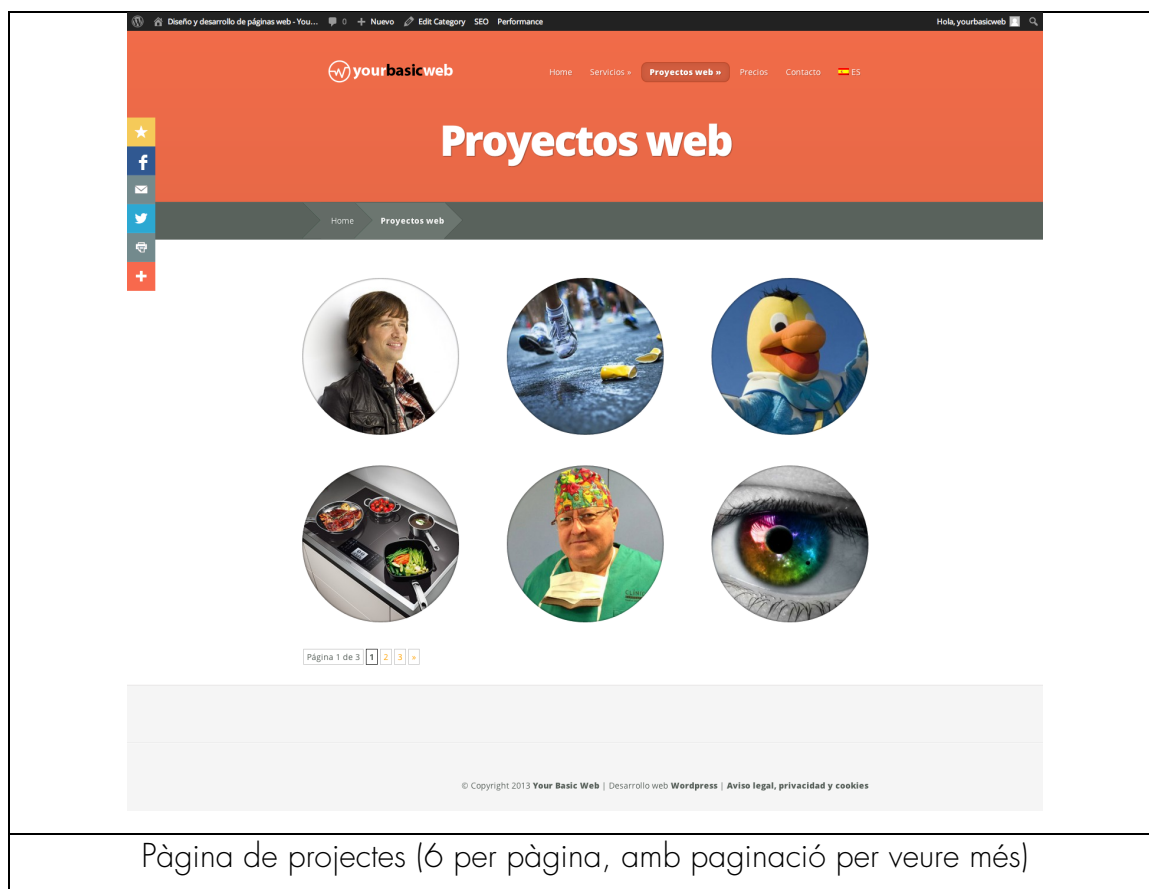 Diseño y desarrollo de páginas web - You... 0 + Nuevo Edit Category SEO Performance Hola, yourbasicweb
yourbasicweb Home Servicios » Proyectos web » Precios Contacto ES
Proyectos web
Home Proyectos web
Página 1 de 3 1 2 3 »
© Copyright 2013 Your Basic Web | Desarrollo web Wordpress | Aviso legal, privacidad y cookies
Pàgina de projectes (6 per pàgina, amb paginació per veure més)